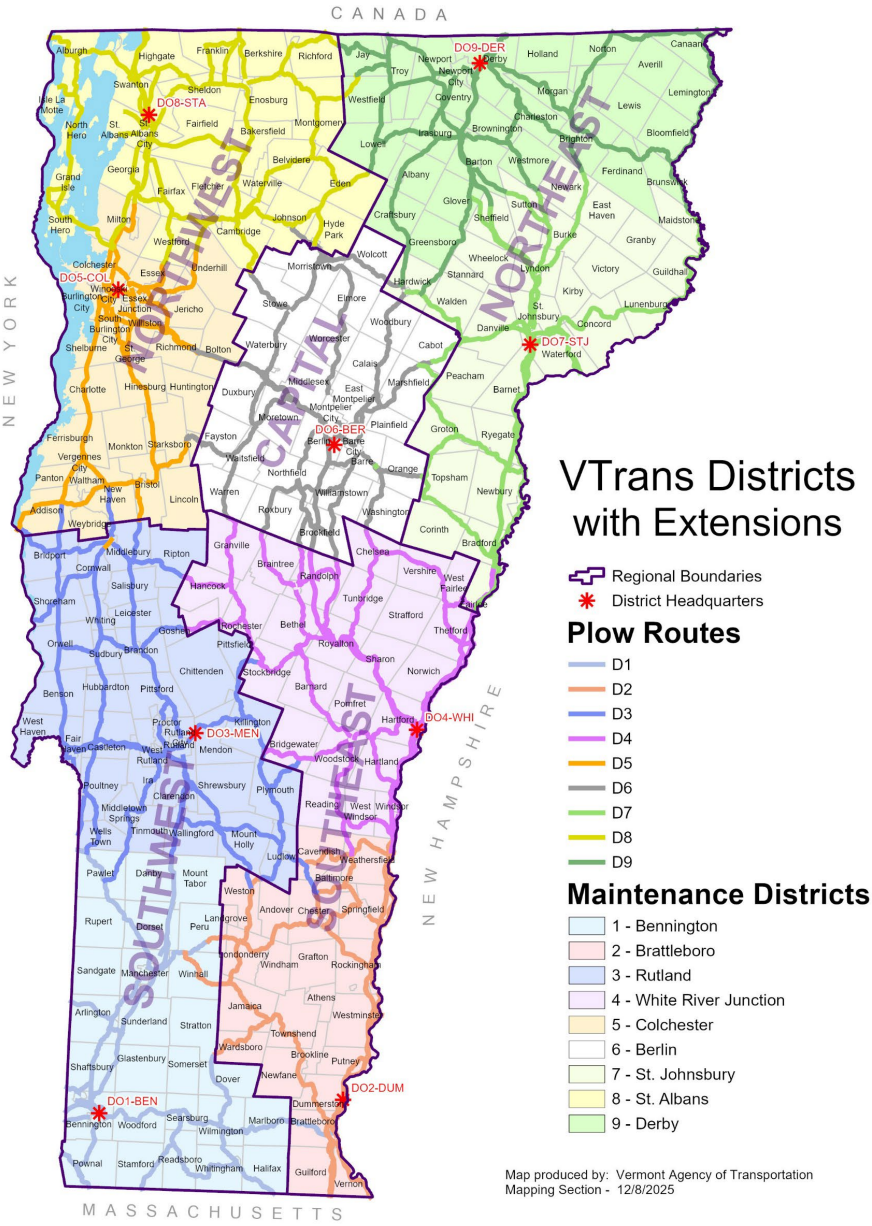 CANADA
Alburgh
Highgate
Franklin
Berkshire
Richford
Jay
Newport
DO9-DER
Derby
Holland
Norton
Canaan
Averill
Troy
Newport
City
Swanton
Sheldon
Enosburg
Isle La
Motte
DO8-STA
Westfield
Coventry
Morgan
Lewis
Lemington
North
Hero
St.
Albans
St.
Albans
City
Fairfield
Bakersfield
Montgomery
Irasburg
Brownington
Charleston
Brighton
Bloomfield
Lowell
Belvidere
Barton
Westmore
Ferdinand
Brunswick
Grand
Isle
Georgia
Fairfax
Fletcher
Waterville
Eden
Albany
Newark
South
Hero
Milton
Johnson
Craftsbury
Glover
Sheffield
Sutton
East
Haven
Maidstone
Westford
Cambridge
Hyde
Park
Greensboro
Burke
Granby
NORTHWEST
NORTHEAST
Colchester
Essex
Underhill
Morristown
Wolcott
Wheelock
Stannard
Lyndon
Victory
Guildhall
DO5-COL
Winooski
City
Burlington
City
Essex
Junction
Jericho
Stowe
Elmore
Hardwick
Walden
Kirby
Lunenburg
South
Burlington
City
Williston
Woodbury
St.
Johnsbury
Concord
Shelburne
St.
George
Richmond
Bolton
Waterbury
Worcester
Cabot
Danville
DO7-STJ
Waterford
Calais
NEW YORK
Charlotte
Hinesburg
Huntington
Duxbury
Middlesex
East
Montpelier
Marshfield
Peacham
Barnet
CAPITAL
Moretown
Montpelier
City
Plainfield
Ferrisburgh
Monkton
Starksboro
Fayston
DO6-BER
Berlin
Barre
City
Barre
Groton
Ryegate
Vergennes
City
Waitsfield
Orange
Panton
Waltham
New
Haven
Bristol
Lincoln
Warren
Northfield
Williamstown
Topsham
Newbury
Addison
Weybridge
Roxbury
Washington
Corinth
Brookfield
Bradford
Bridport
Middlebury
Ripton
Granville
Chelsea
Cornwall
Braintree
Randolph
Vershire
West
Fairlee
Fairlee
Salisbury
Hancock
Tunbridge
Shoreham
Leicester
Whiting
Strafford
Goshen
Rochester
Bethel
Thetford
Orwell
Sudbury
Brandon
Pittsfield
Royalton
Sharon
Chittenden
Stockbridge
Norwich
Benson
Hubbardton
Pittsford
Barnard
Pomfret
West
Haven
Proctor
Rutland
City
DO3-MEN
Killington
Hartford
DO4-WHI
Fair
Haven
Castleton
West
Rutland
Rutland
Mendon
Bridgewater
Woodstock
Hartland
Ira
Poultney
Clarendon
Shrewsbury
Plymouth
Reading
West
Windsor
Windsor
Middletown
Springs
Wells
Town
Tinmouth
Wallingford
Mount
Holly
Ludlow
Cavendish
Weathersfield
Baltimore
Pawlet
Danby
Mount
Tabor
Weston
Andover
Chester
Springfield
SOUTHWEST
SOUTHEAST
Rupert
Dorset
Peru
Landgrove
Londonderry
Grafton
Windham
Rockingham
Sandgate
Manchester
Winhall
Athens
Jamaica
Westminster
Arlington
Sunderland
Stratton
Townshend
Wardsboro
Brookline
Putney
Shaftsbury
Glastenbury
Somerset
Dover
Newfane
DO1-BEN
DO2-DUM
Dummerston
Bennington
Woodford
Searsburg
Wilmington
Marlboro
Brattleboro
Pownal
Stamford
Readsboro
Whitingham
Halifax
Guilford
Vernon
MASSACHUSETTS
NEW HAMPSHIRE
VTrans Districts
with Extensions
Regional Boundaries
District Headquarters
Plow Routes
D1
D2
D3
D4
D5
D6
D7
D8
D9
Maintenance Districts
1 - Bennington
2 - Brattleboro
3 - Rutland
4 - White River Junction
5 - Colchester
6 - Berlin
7 - St. Johnsbury
8 - St. Albans
9 - Derby
Map produced by: Vermont Agency of Transportation
Mapping Section - 12/8/2025